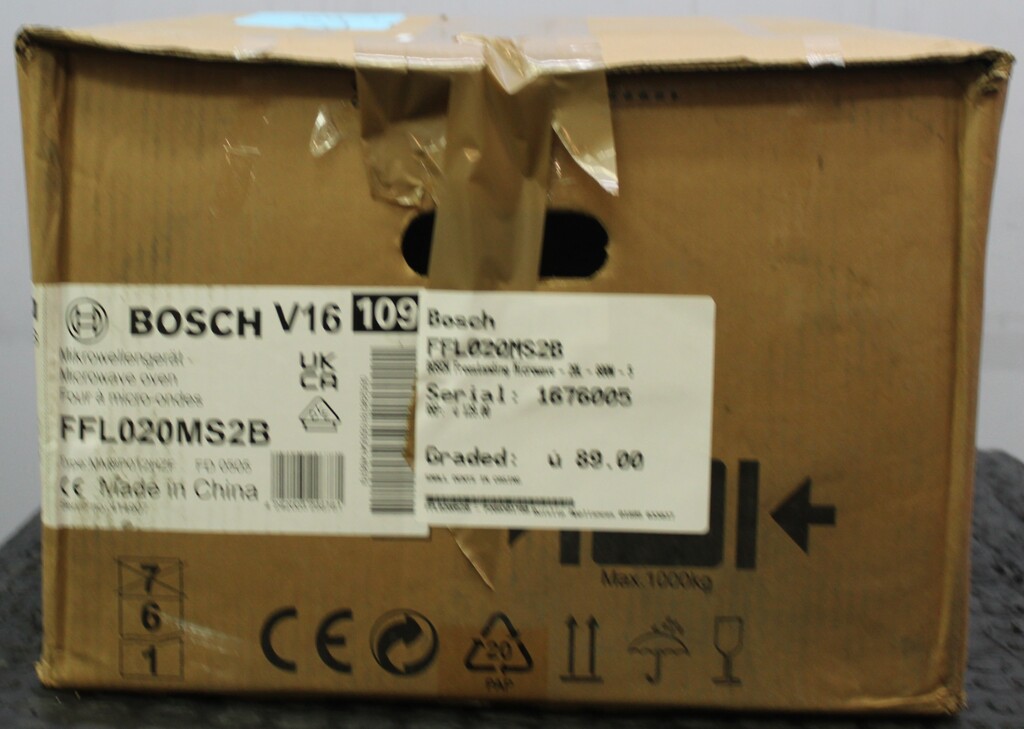 BOSCH V16 109
Mikrowellengerät -
Microwave oven
Four à micro-ondes
UK
CA
FFL020MS2B
FD 0505
CE Made in China
Bosch
FFL020MS2B
Serial: 1676005
Graded: ú 89.00
Max.1000kg
7
6
1
CE
20
PAP